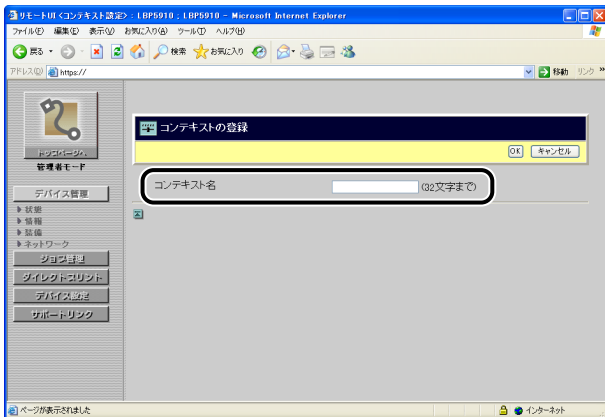 リモートUI <コンテキスト設定> : LBP5910 ; LBP5910 - Microsoft Internet Explorer
ファイル(F) 編集(E) 表示(V) お気に入り(A) ツール(T) ヘルプ(H)
戻る 検索 お気に入り
アドレス(D) https:// 移動 リンク »
コンテキストの登録
トップページへ
OK キャンセル
管理者モード
コンテキスト名 (32文字まで)
デバイス管理
状態
情報
装備
ネットワーク
ジョブ管理
ダイレクトプリント
デバイス設定
サポートリンク
ページが表示されました インターネット